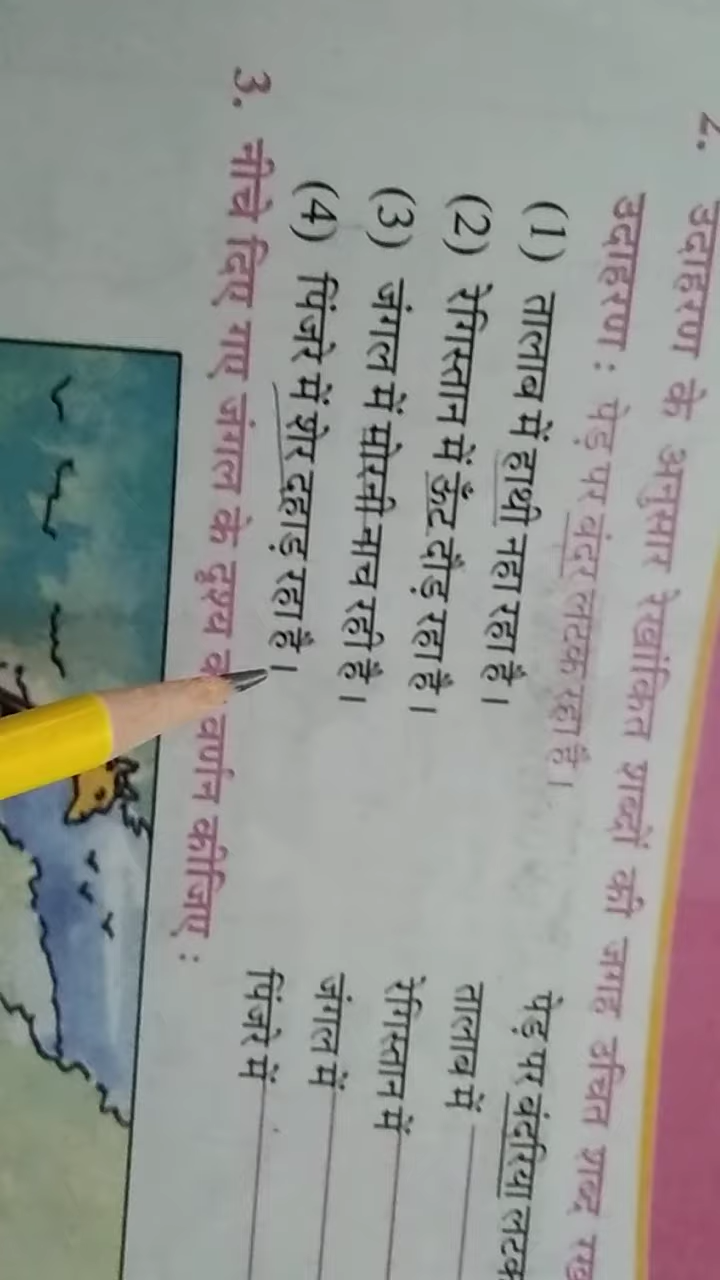 2. उदाहरण के अनुसार रेखांकित शब्दों की जगह उचित शब्द रख
उदाहरण : पेड़ पर बंदर लटक रहा है। पेड़ पर बंदरिया लटक
(1) तालाब में हाथी नहा रहा है। तालाब में
(2) रेगिस्तान में ऊँट दौड़ रहा है। रेगिस्तान में
(3) जंगल में मोरनी नाच रही है। जंगल में
(4) पिंजरे में शेर दहाड़ रहा है। पिंजरे में
3. नीचे दिए गए जंगल के दृश्य का वर्णन कीजिए :